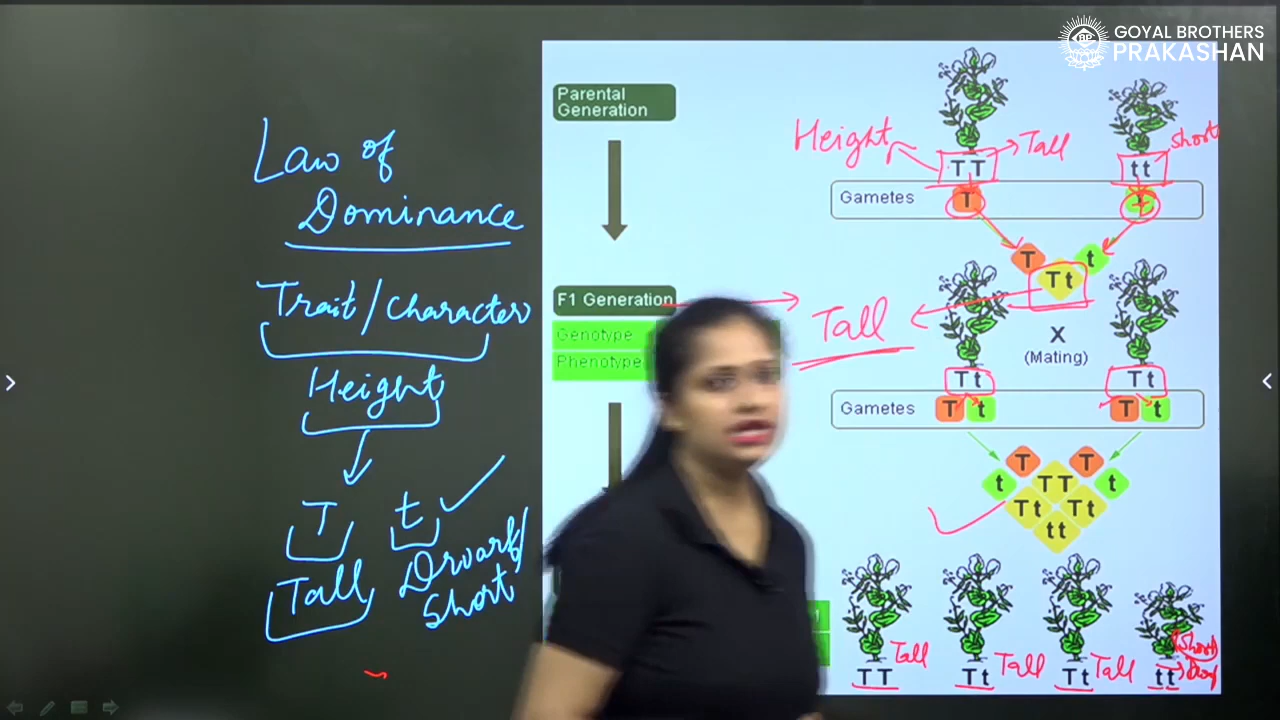 GOYAL BROTHERS
PRAKASHAN
Law of
Dominance
Trait/Character
Height
T t
Tall Dwarf/
Short
Parental
Generation
Height
TT Tall
tt Short
Gametes T t
T t
Tt
F1 Generation
Tall
Genotype
Phenotype
X
(Mating)
Tt Tt
Gametes T t T t
T T
t TT t
Tt Tt
tt
Tall Tall Tall (Short)
TT Tt Tt tt